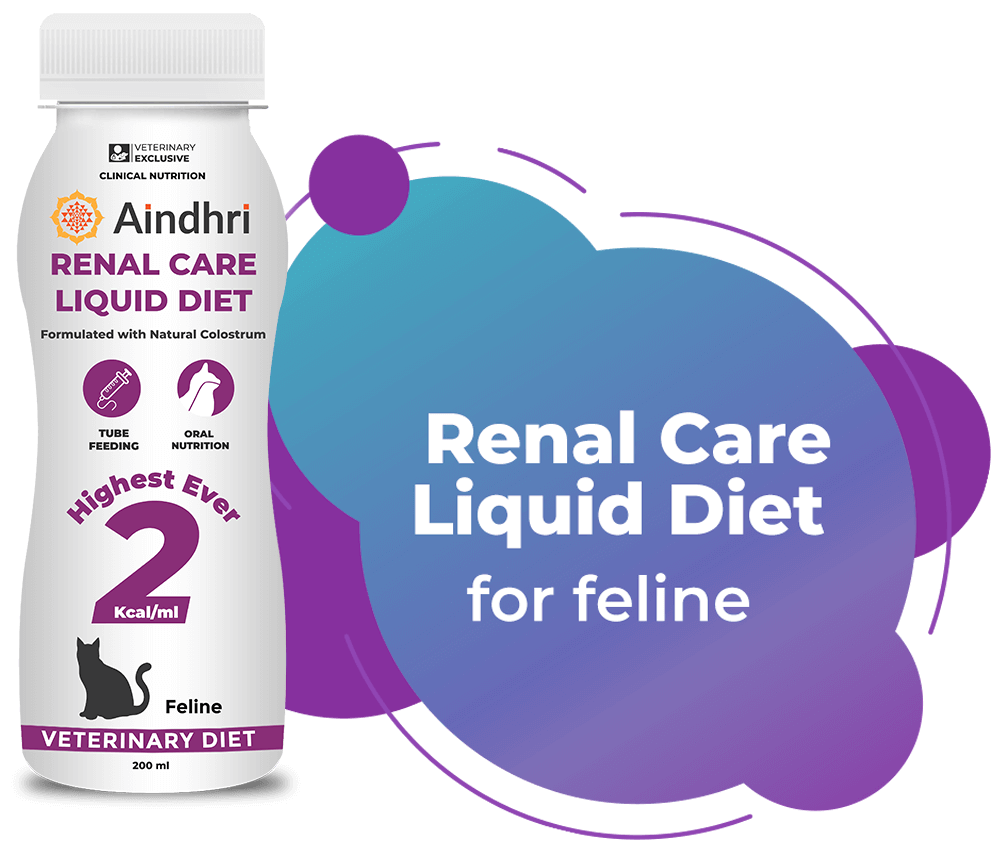 VETERINARY
EXCLUSIVE
CLINICAL NUTRITION
Aindhri
RENAL CARE
LIQUID DIET
Formulated with Natural Colostrum
TUBE
FEEDING
ORAL
NUTRITION
Highest Ever
2
Kcal/ml
Feline
VETERINARY DIET
200 ml
Renal Care
Liquid Diet
for feline